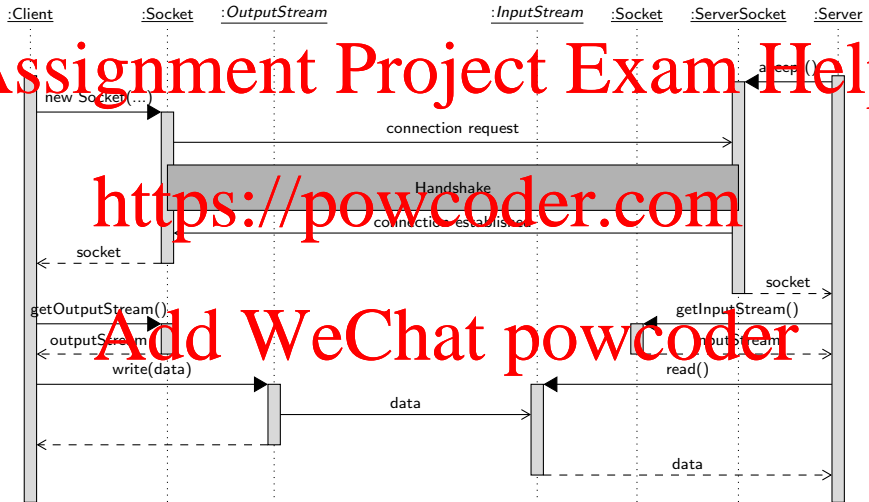 :Client :Socket :OutputStream :InputStream :Socket :ServerSocket :Server
Assignment Project Exam Help
accept()
new Socket(...)
connection request
Handshake
https://powcoder.com
connection established
socket
socket
getOutputStream() getInputStream()
Add WeChat powcoder
outputStream inputStream
write(data) read()
data
data